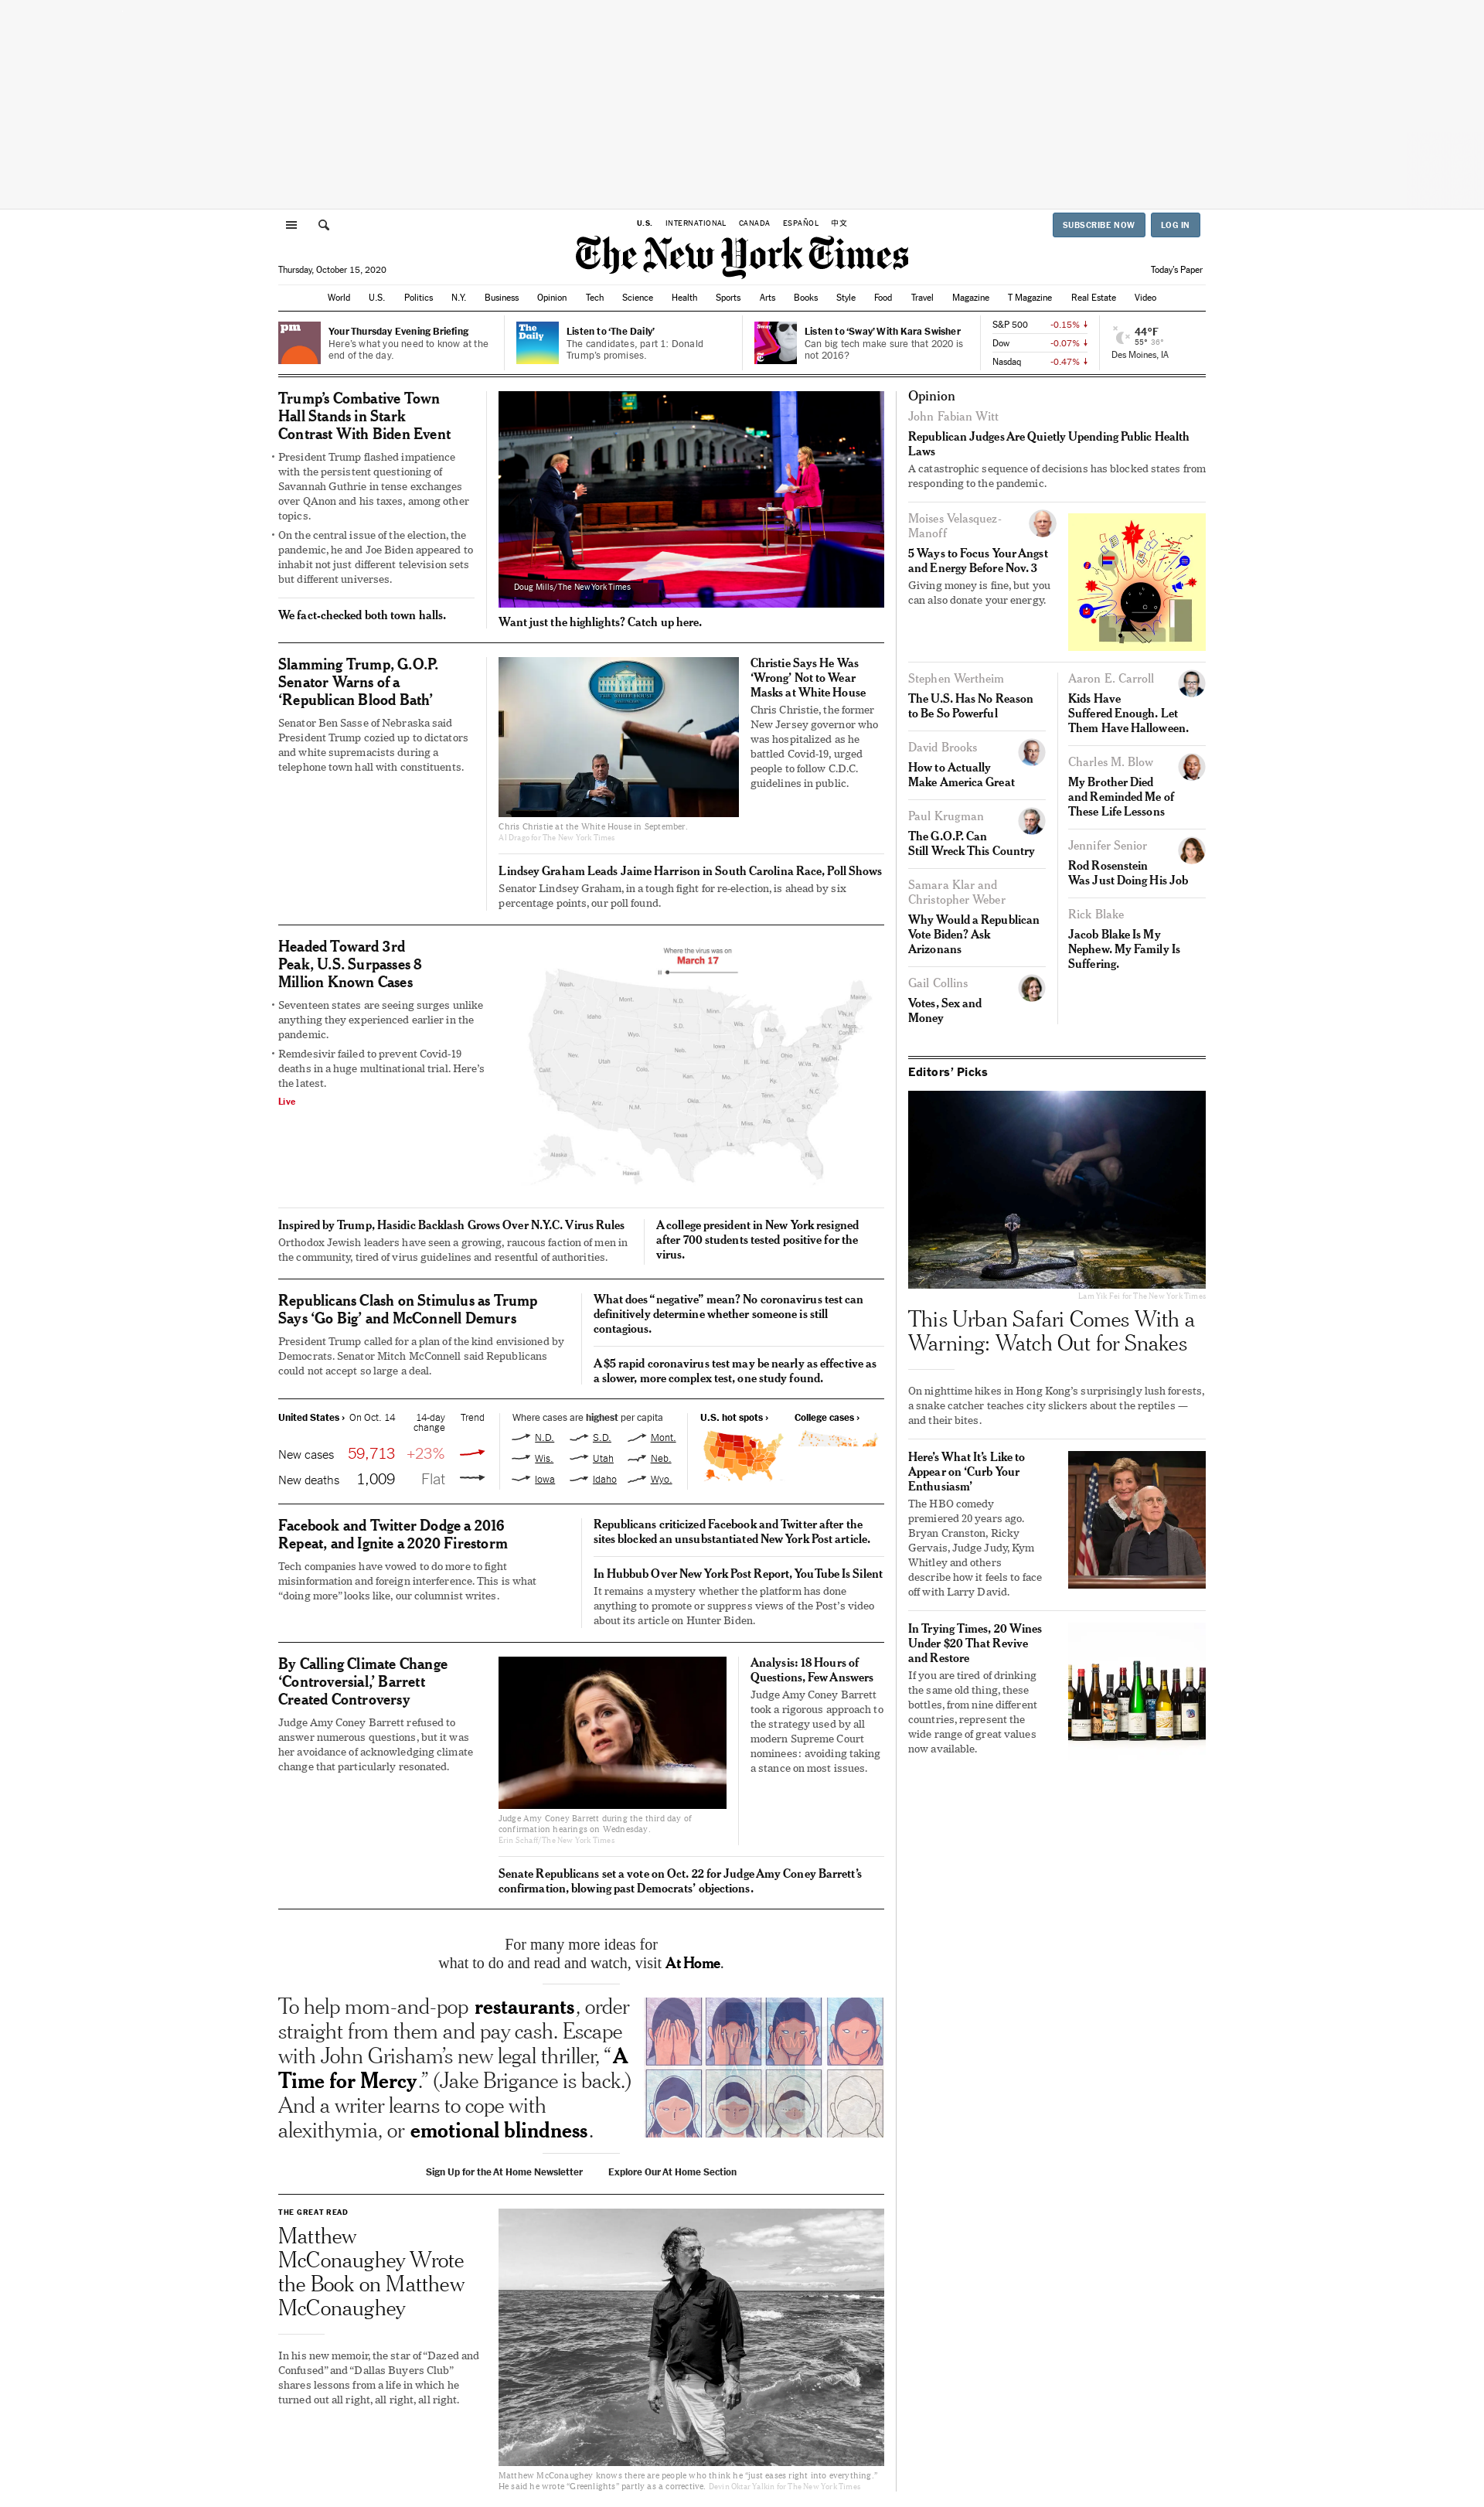 U.S. INTERNATIONAL CANADA ESPAÑOL 中文
SUBSCRIBE NOW LOG IN
The New York Times
Thursday, October 15, 2020
Today's Paper
World U.S. Politics N.Y. Business Opinion Tech Science Health Sports Arts Books Style Food Travel Magazine T Magazine Real Estate Video
pm
Your Thursday Evening Briefing
Here's what you need to know at the
end of the day.
The
Daily
Listen to 'The Daily'
The candidates, part 1: Donald
Trump's promises.
Sway
Listen to 'Sway' With Kara Swisher
Can big tech make sure that 2020 is
not 2016?
S&P 500 -0.15%
Dow -0.07%
Nasdaq -0.47%
44°F
55° 36°
Des Moines, IA
Trump's Combative Town
Hall Stands in Stark
Contrast With Biden Event
• President Trump flashed impatience
with the persistent questioning of
Savannah Guthrie in tense exchanges
over QAnon and his taxes, among other
topics.
• On the central issue of the election, the
pandemic, he and Joe Biden appeared to
inhabit not just different television sets
but different universes.
We fact-checked both town halls.
Doug Mills/The New York Times
Want just the highlights? Catch up here.
Slamming Trump, G.O.P.
Senator Warns of a
'Republican Blood Bath'
Senator Ben Sasse of Nebraska said
President Trump cozied up to dictators
and white supremacists during a
telephone town hall with constituents.
Chris Christie at the White House in September.
Al Drago for The New York Times
Christie Says He Was
'Wrong' Not to Wear
Masks at White House
Chris Christie, the former
New Jersey governor who
was hospitalized as he
battled Covid-19, urged
people to follow C.D.C.
guidelines in public.
Lindsey Graham Leads Jaime Harrison in South Carolina Race, Poll Shows
Senator Lindsey Graham, in a tough fight for re-election, is ahead by six
percentage points, our poll found.
Headed Toward 3rd
Peak, U.S. Surpasses 8
Million Known Cases
• Seventeen states are seeing surges unlike
anything they experienced earlier in the
pandemic.
• Remdesivir failed to prevent Covid-19
deaths in a huge multinational trial. Here's
the latest.
Live
Where the virus was on
March 17
Wash.
Mont.
N.D.
Minn.
Maine
Ore.
Idaho
Wyo.
S.D.
Wis.
Mich.
N.Y.
N.H.
Nev.
Utah
Colo.
Neb.
Iowa
Ill.
Ind.
Ohio
Pa.
N.J.
Md.
Del.
Calif.
Kan.
Mo.
Ky.
W.Va.
Va.
Ariz.
N.M.
Okla.
Ark.
Tenn.
N.C.
S.C.
Texas
La.
Miss.
Ala.
Ga.
Fla.
Alaska
Hawaii
Inspired by Trump, Hasidic Backlash Grows Over N.Y.C. Virus Rules
Orthodox Jewish leaders have seen a growing, raucous faction of men in
the community, tired of virus guidelines and resentful of authorities.
A college president in New York resigned
after 700 students tested positive for the
virus.
Republicans Clash on Stimulus as Trump
Says 'Go Big' and McConnell Demurs
President Trump called for a plan of the kind envisioned by
Democrats. Senator Mitch McConnell said Republicans
could not accept so large a deal.
What does "negative" mean? No coronavirus test can
definitively determine whether someone is still
contagious.
A $5 rapid coronavirus test may be nearly as effective as
a slower, more complex test, one study found.
United States › On Oct. 14 14-day
change Trend
New cases 59,713 +23%
New deaths 1,009 Flat
Where cases are highest per capita
N.D. S.D. Mont.
Wis. Utah Neb.
Iowa Idaho Wyo.
U.S. hot spots ›
College cases ›
Facebook and Twitter Dodge a 2016
Repeat, and Ignite a 2020 Firestorm
Tech companies have vowed to do more to fight
misinformation and foreign interference. This is what
"doing more" looks like, our columnist writes.
Republicans criticized Facebook and Twitter after the
sites blocked an unsubstantiated New York Post article.
In Hubbub Over New York Post Report, YouTube Is Silent
It remains a mystery whether the platform has done
anything to promote or suppress views of the Post's video
about its article on Hunter Biden.
By Calling Climate Change
'Controversial,' Barrett
Created Controversy
Judge Amy Coney Barrett refused to
answer numerous questions, but it was
her avoidance of acknowledging climate
change that particularly resonated.
Judge Amy Coney Barrett during the third day of
confirmation hearings on Wednesday.
Erin Schaff/The New York Times
Analysis: 18 Hours of
Questions, Few Answers
Judge Amy Coney Barrett
took a rigorous approach to
the strategy used by all
modern Supreme Court
nominees: avoiding taking
a stance on most issues.
Senate Republicans set a vote on Oct. 22 for Judge Amy Coney Barrett's
confirmation, blowing past Democrats' objections.
For many more ideas for
what to do and read and watch, visit At Home.
To help mom-and-pop restaurants, order
straight from them and pay cash. Escape
with John Grisham's new legal thriller, "A
Time for Mercy." (Jake Brigance is back.)
And a writer learns to cope with
alexithymia, or emotional blindness.
Sign Up for the At Home Newsletter Explore Our At Home Section
THE GREAT READ
Matthew
McConaughey Wrote
the Book on Matthew
McConaughey
In his new memoir, the star of "Dazed and
Confused" and "Dallas Buyers Club"
shares lessons from a life in which he
turned out all right, all right, all right.
Matthew McConaughey knows there are people who think he "just eases right into everything."
He said he wrote "Greenlights" partly as a corrective. Devin Oktar Yalkin for The New York Times
Opinion
John Fabian Witt
Republican Judges Are Quietly Upending Public Health
Laws
A catastrophic sequence of decisions has blocked states from
responding to the pandemic.
Moises Velasquez-
Manoff
5 Ways to Focus Your Angst
and Energy Before Nov. 3
Giving money is fine, but you
can also donate your energy.
Stephen Wertheim
The U.S. Has No Reason
to Be So Powerful
David Brooks
How to Actually
Make America Great
Paul Krugman
The G.O.P. Can
Still Wreck This Country
Samara Klar and
Christopher Weber
Why Would a Republican
Vote Biden? Ask
Arizonans
Gail Collins
Votes, Sex and
Money
Aaron E. Carroll
Kids Have
Suffered Enough. Let
Them Have Halloween.
Charles M. Blow
My Brother Died
and Reminded Me of
These Life Lessons
Jennifer Senior
Rod Rosenstein
Was Just Doing His Job
Rick Blake
Jacob Blake Is My
Nephew. My Family Is
Suffering.
Editors' Picks
Lam Yik Fei for The New York Times
This Urban Safari Comes With a
Warning: Watch Out for Snakes
On nighttime hikes in Hong Kong's surprisingly lush forests,
a snake catcher teaches city slickers about the reptiles —
and their bites.
Here's What It's Like to
Appear on 'Curb Your
Enthusiasm'
The HBO comedy
premiered 20 years ago.
Bryan Cranston, Ricky
Gervais, Judge Judy, Kym
Whitley and others
describe how it feels to face
off with Larry David.
In Trying Times, 20 Wines
Under $20 That Revive
and Restore
If you are tired of drinking
the same old thing, these
bottles, from nine different
countries, represent the
wide range of great values
now available.